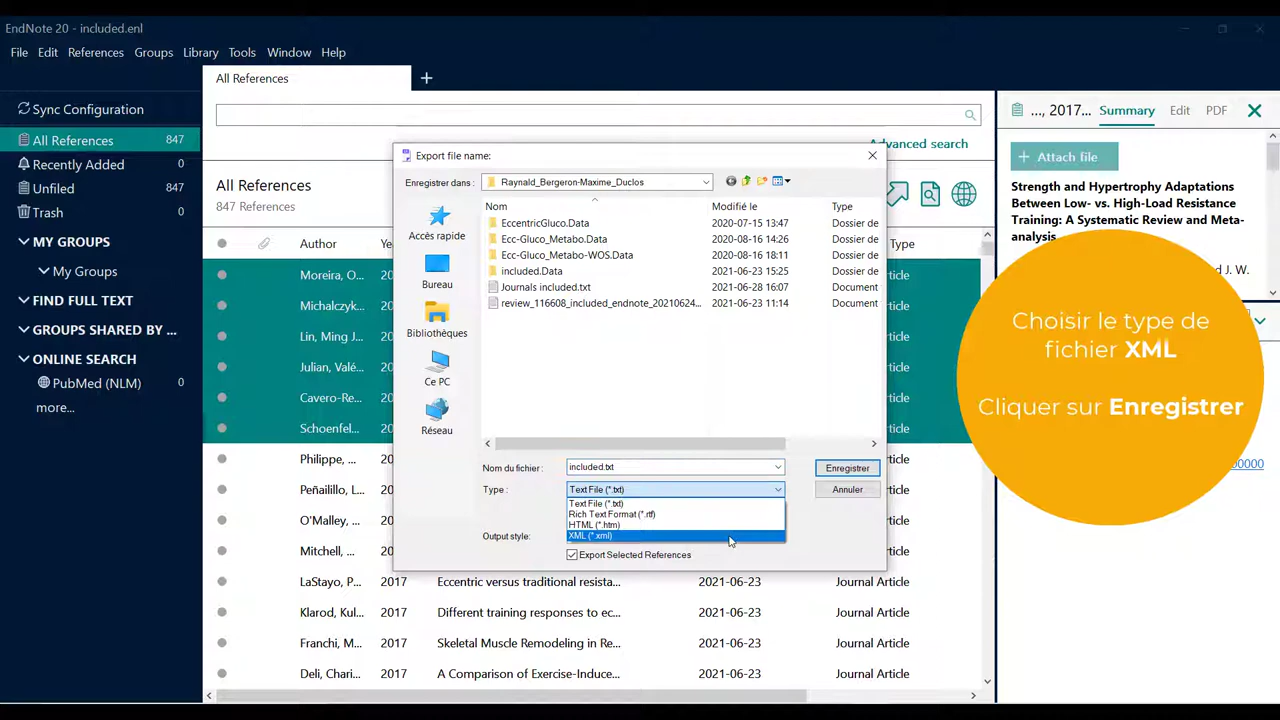 EndNote 20 - included.enl
File Edit References Groups Library Tools Window Help
Sync Configuration
All References 847
Recently Added 0
Unfiled 847
Trash 0
MY GROUPS
My Groups
FIND FULL TEXT
GROUPS SHARED BY ...
ONLINE SEARCH
PubMed (NLM) 0
more...
All References +
Advanced search
All References
847 References
Author
Type
Moreira, O...
Michalczyk...
Lin, Ming J...
Julian, Valé...
Cavero-Re...
Schoenfel...
Philippe, ...
Peñailillo, L...
O'Malley, ...
Mitchell, ...
LaStayo, P... 2017 Eccentric versus traditional resista... 2021-06-23 Journal Article
Klarod, Kul... 2017 Different training responses to ec... 2021-06-23 Journal Article
Franchi, M... 2017 Skeletal Muscle Remodeling in Re... 2021-06-23 Journal Article
Deli, Chari... 2017 A Comparison of Exercise-Induce... 2021-06-23 Journal Article
Export file name:
Enregistrer dans : Raynald_Bergeron-Maxime_Duclos
Accès rapide
Bureau
Bibliothèques
Ce PC
Réseau
Nom Modifié le Type
EccentricGluco.Data 2020-07-15 13:47 Dossier de
Ecc-Gluco_Metabo.Data 2020-08-16 14:26 Dossier de
Ecc-Gluco_Metabo-WOS.Data 2020-08-16 18:11 Dossier de
included.Data 2021-06-23 15:25 Dossier de
Journals included.txt 2021-06-28 16:07 Document
review_116608_included_endnote_20210624... 2021-06-23 11:14 Document
Nom du fichier : included.txt Enregistrer
Type : Text File (*.txt) Annuler
Text File (*.txt)
Rich Text Format (*.rtf)
HTML (*.htm)
XML (*.xml)
Output style:
Export Selected References
..., 2017... Summary Edit PDF
+ Attach file
Strength and Hypertrophy Adaptations
Between Low- vs. High-Load Resistance
Training: A Systematic Review and Meta-
analysis
J. W.
Choisir le type de
fichier XML
Cliquer sur Enregistrer